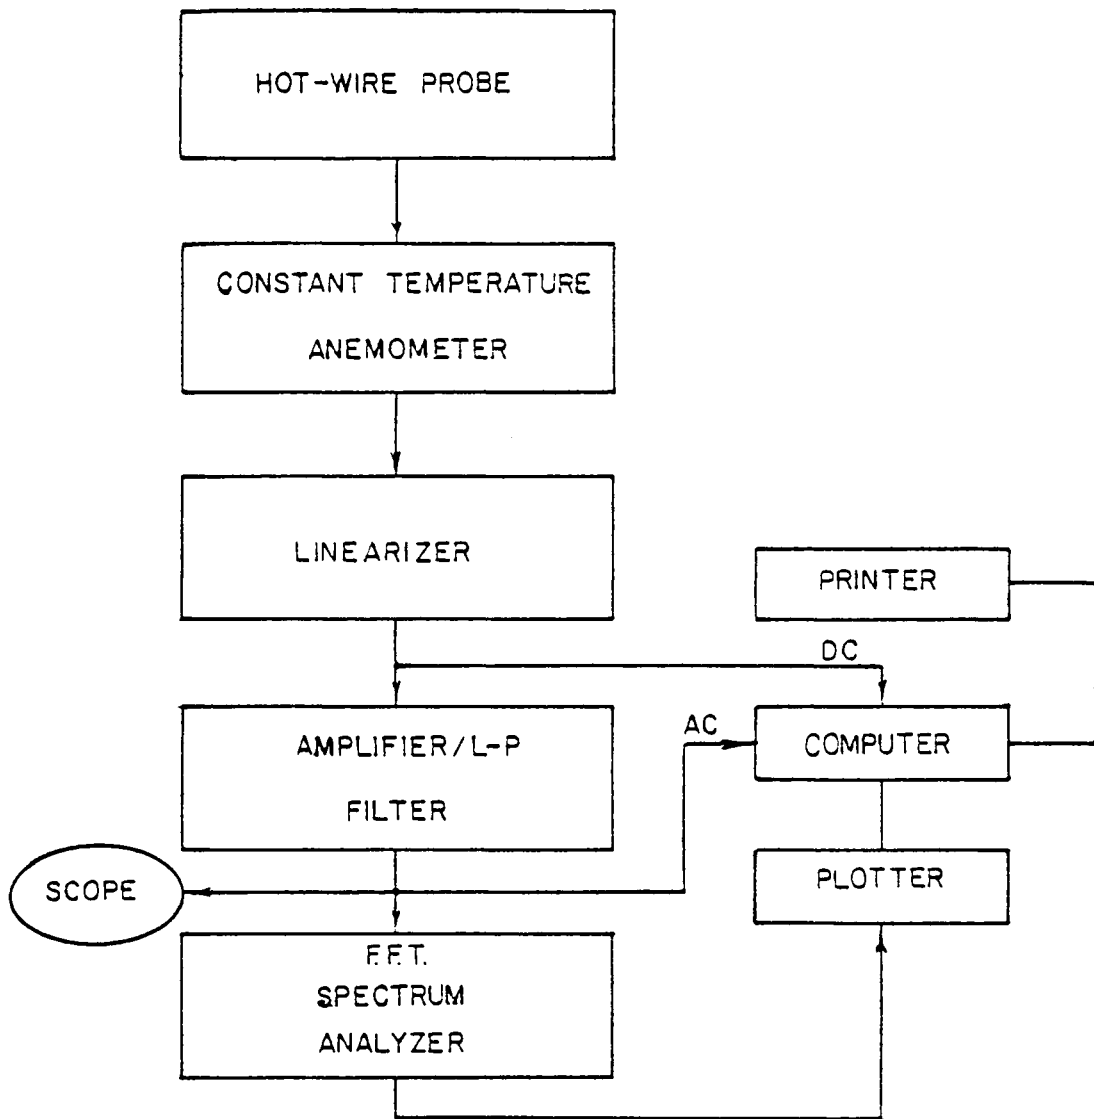 HOT-WIRE PROBE
CONSTANT TEMPERATURE
ANEMOMETER
LINEARIZER
PRINTER
DC
AMPLIFIER/L-P
FILTER
AC
COMPUTER
SCOPE
PLOTTER
F.F.T.
SPECTRUM
ANALYZER